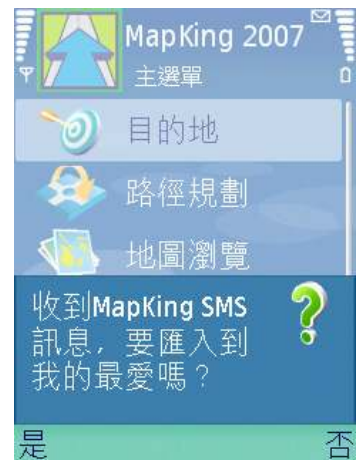 MapKing 2007
主選單
目的地
路徑規劃
地圖瀏覽
收到MapKing SMS
訊息，要匯入到
我的最愛嗎？
是 否